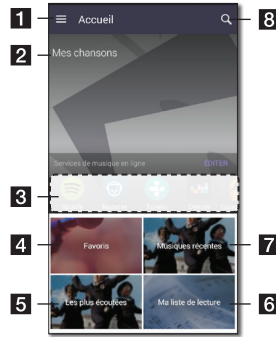 1 Accueil 8
2 Mes chansons
Services de musique en ligne EDITER
3
4 Favoris Musiques récentes 7
5 Les plus écoutées Ma liste de lecture 6